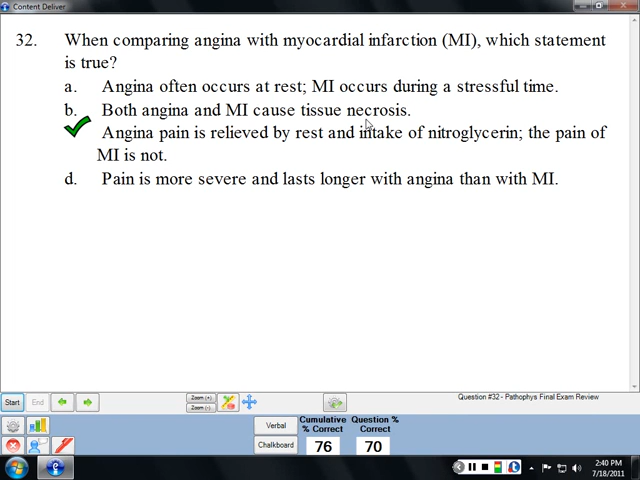 Content Deliver
32. When comparing angina with myocardial infarction (MI), which statement
is true?
a. Angina often occurs at rest; MI occurs during a stressful time.
b. Both angina and MI cause tissue necrosis.
Angina pain is relieved by rest and intake of nitroglycerin; the pain of
MI is not.
d. Pain is more severe and lasts longer with angina than with MI.
Start End Zoom (+) Question #32 - Pathophys Final Exam Review
Zoom (-)
Verbal Cumulative Question %
% Correct Correct
Chalkboard 76 70
2:40 PM
7/18/2011